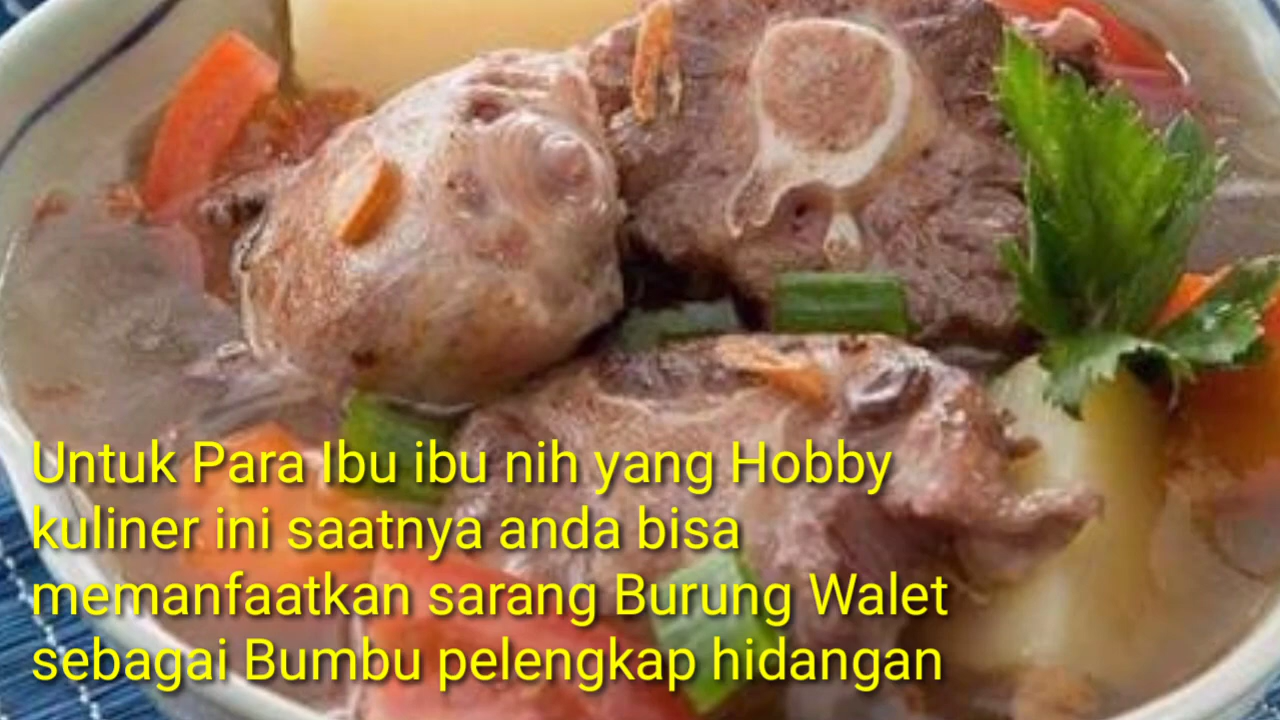 Untuk Para Ibu ibu nih yang Hobby
kuliner ini saatnya anda bisa
memanfaatkan sarang Burung Walet
sebagai Bumbu pelengkap hidangan